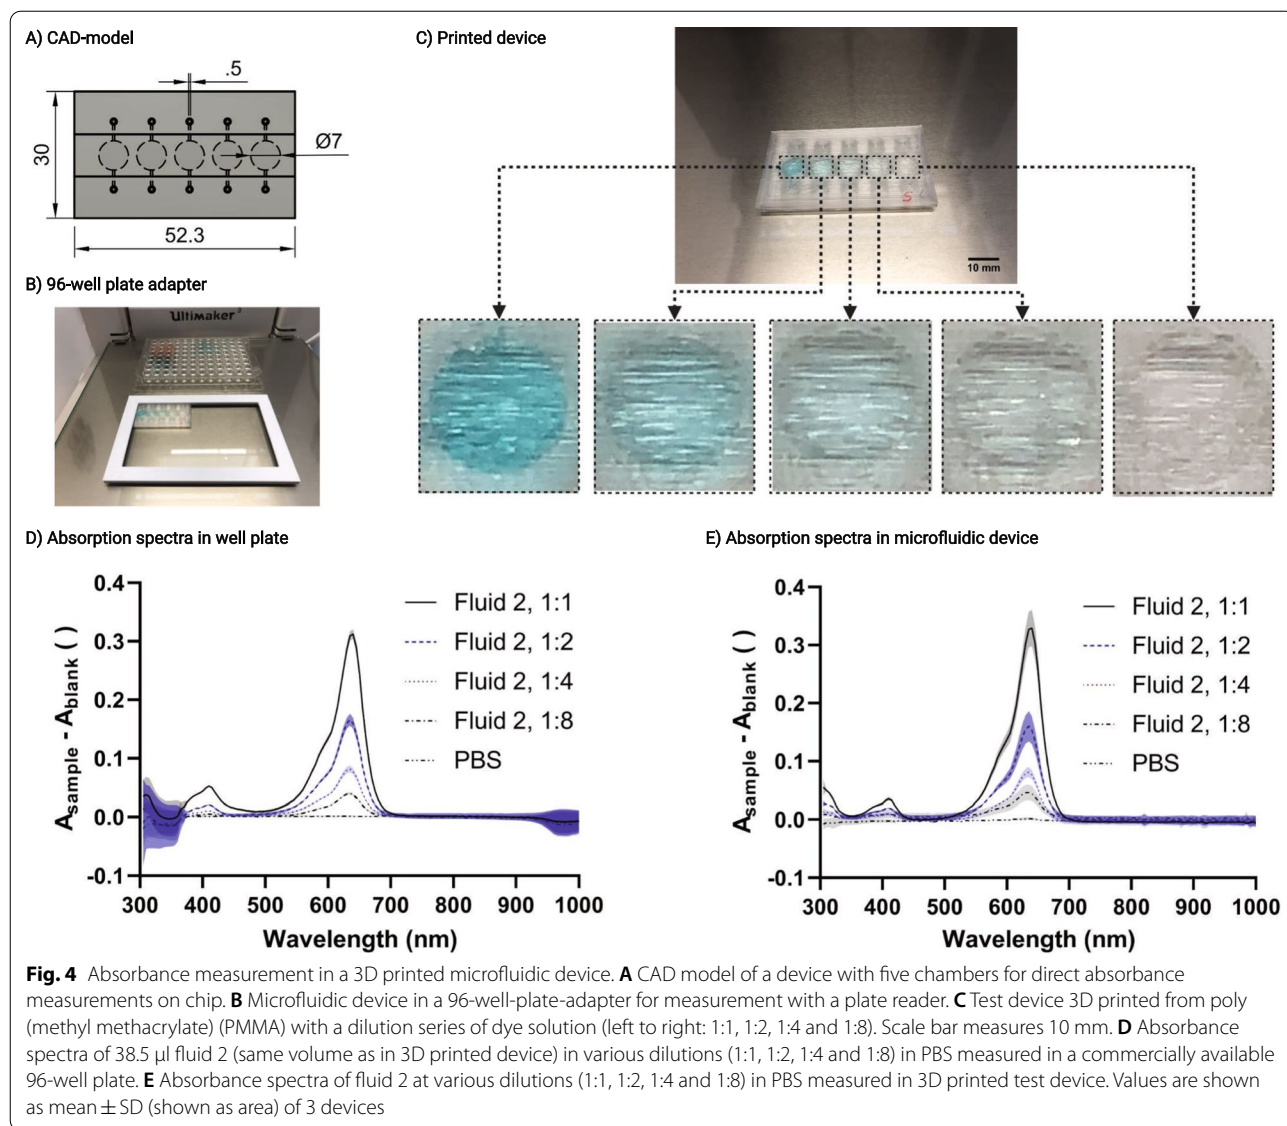 A) CAD-model
.5
30
Ø7
52.3
B) 96-well plate adapter
Ultimaker²
C) Printed device
S
10 mm
D) Absorption spectra in well plate
0.4
0.3
0.2
0.1
0.0
-0.1
A_sample - A_blank ( )
300 400 500 600 700 800 900 1000
Wavelength (nm)
Fluid 2, 1:1
Fluid 2, 1:2
Fluid 2, 1:4
Fluid 2, 1:8
PBS
E) Absorption spectra in microfluidic device
0.4
0.3
0.2
0.1
0.0
-0.1
A_sample - A_blank ( )
300 400 500 600 700 800 900 1000
Wavelength (nm)
Fluid 2, 1:1
Fluid 2, 1:2
Fluid 2, 1:4
Fluid 2, 1:8
PBS
Fig. 4 Absorbance measurement in a 3D printed microfluidic device. A CAD model of a device with five chambers for direct absorbance
measurements on chip. B Microfluidic device in a 96-well-plate-adapter for measurement with a plate reader. C Test device 3D printed from poly
(methyl methacrylate) (PMMA) with a dilution series of dye solution (left to right: 1:1, 1:2, 1:4 and 1:8). Scale bar measures 10 mm. D Absorbance
spectra of 38.5 µl fluid 2 (same volume as in 3D printed device) in various dilutions (1:1, 1:2, 1:4 and 1:8) in PBS measured in a commercially available
96-well plate. E Absorbance spectra of fluid 2 at various dilutions (1:1, 1:2, 1:4 and 1:8) in PBS measured in 3D printed test device. Values are shown
as mean ± SD (shown as area) of 3 devices